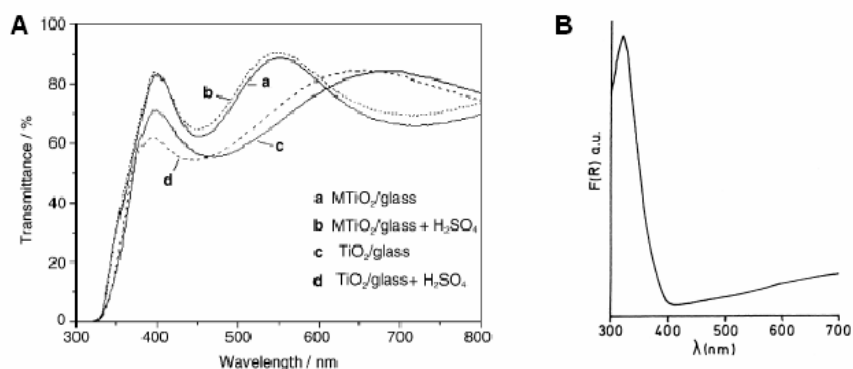 A
100
80
60
40
20
0
Transmittance / %
300 400 500 600 700 800
Wavelength / nm
b
a
c
d
a MTiO₂/glass
b MTiO₂/glass + H₂SO₄
c TiO₂/glass
d TiO₂/glass + H₂SO₄
B
F(R) a.u.
300 400 500 600 700
λ(nm)